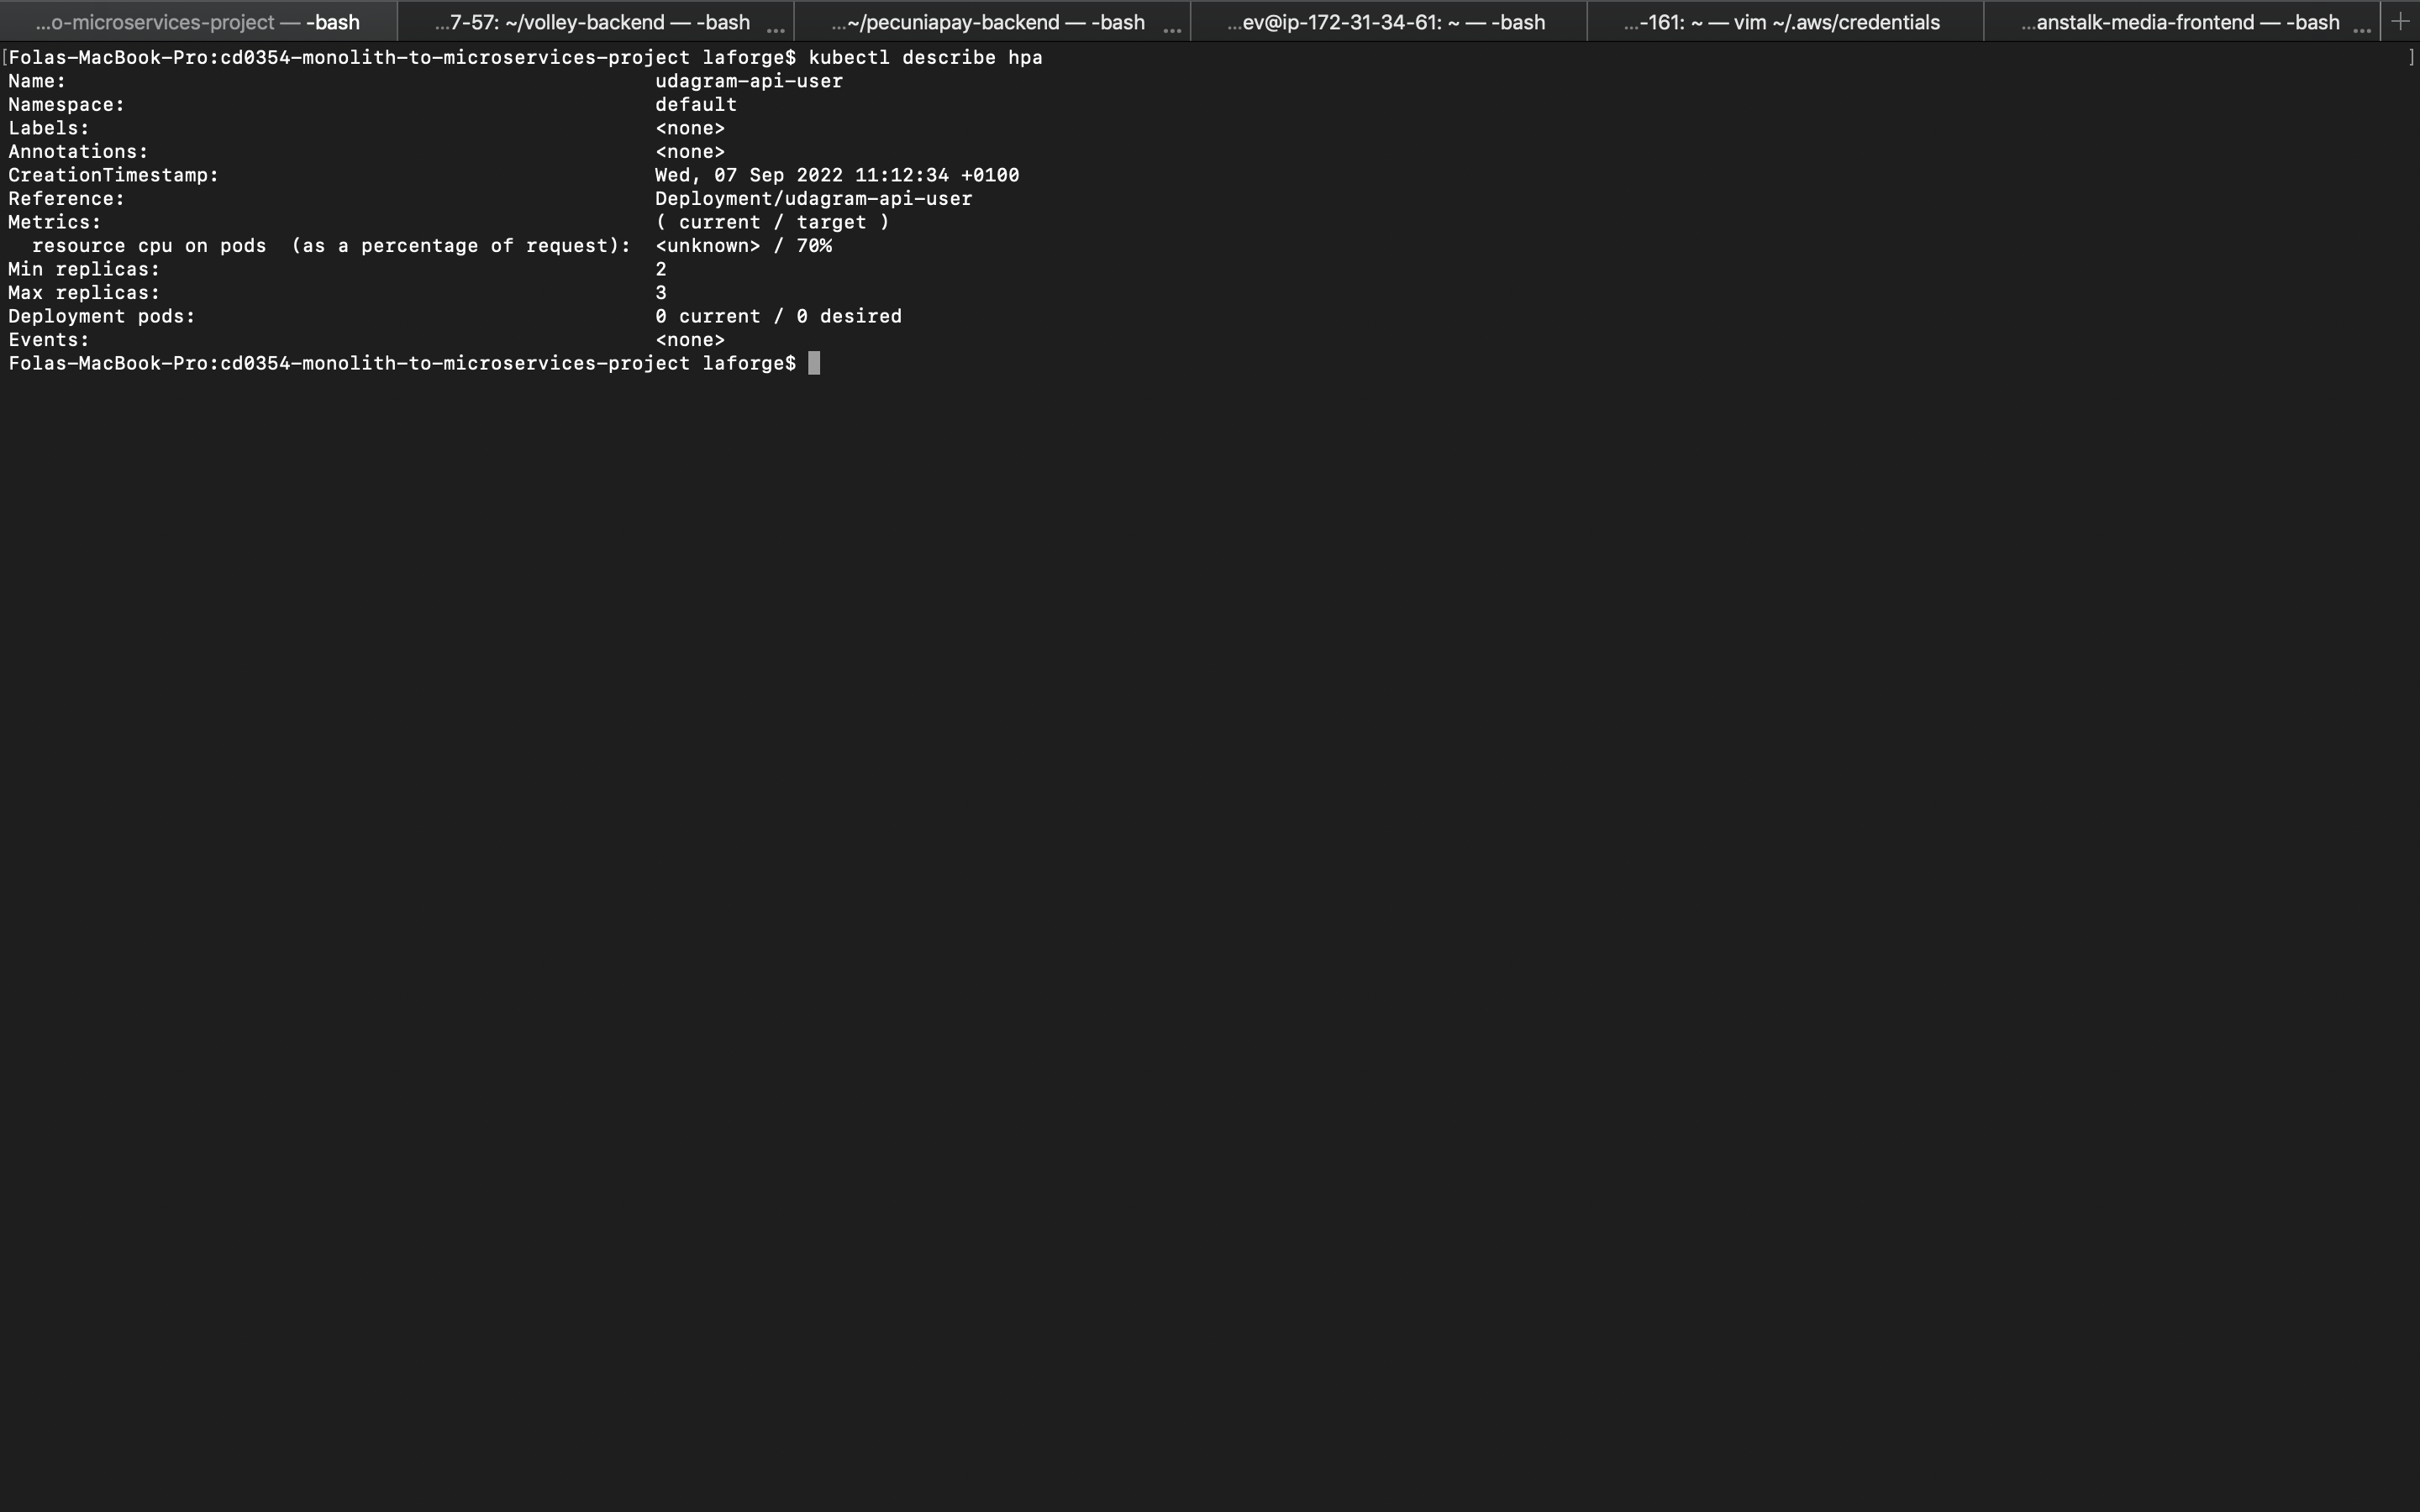 ...o-microservices-project — -bash
...7-57: ~/volley-backend — -bash ...
...~/pecuniapay-backend — -bash ...
...ev@ip-172-31-34-61: ~ — -bash
...-161: ~ — vim ~/.aws/credentials
...anstalk-media-frontend — -bash ...
+
[Folas-MacBook-Pro:cd0354-monolith-to-microservices-project laforge$ kubectl describe hpa ]
Name: udagram-api-user
Namespace: default
Labels: <none>
Annotations: <none>
CreationTimestamp: Wed, 07 Sep 2022 11:12:34 +0100
Reference: Deployment/udagram-api-user
Metrics: ( current / target )
  resource cpu on pods  (as a percentage of request): <unknown> / 70%
Min replicas: 2
Max replicas: 3
Deployment pods: 0 current / 0 desired
Events: <none>
Folas-MacBook-Pro:cd0354-monolith-to-microservices-project laforge$